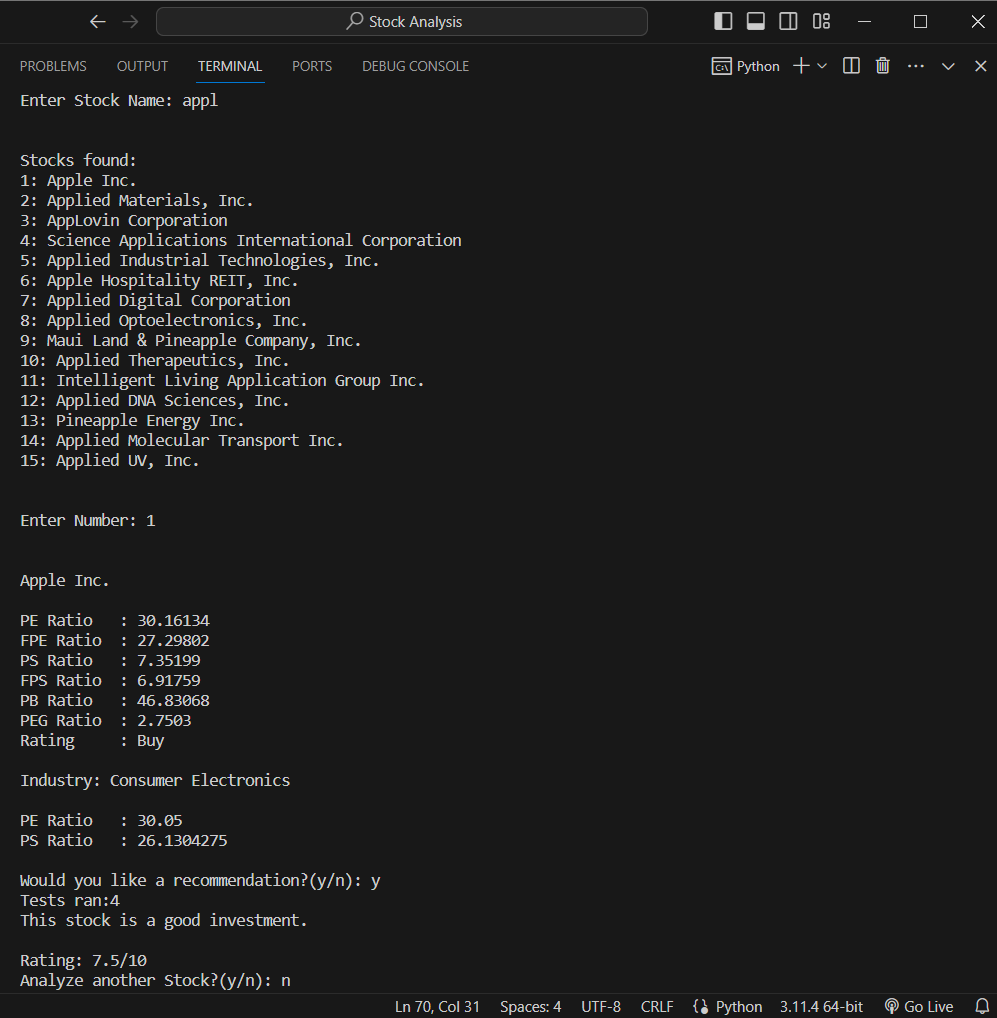 Stock Analysis
PROBLEMS OUTPUT TERMINAL PORTS DEBUG CONSOLE Python
Enter Stock Name: appl
Stocks found:
1: Apple Inc.
2: Applied Materials, Inc.
3: AppLovin Corporation
4: Science Applications International Corporation
5: Applied Industrial Technologies, Inc.
6: Apple Hospitality REIT, Inc.
7: Applied Digital Corporation
8: Applied Optoelectronics, Inc.
9: Maui Land & Pineapple Company, Inc.
10: Applied Therapeutics, Inc.
11: Intelligent Living Application Group Inc.
12: Applied DNA Sciences, Inc.
13: Pineapple Energy Inc.
14: Applied Molecular Transport Inc.
15: Applied UV, Inc.
Enter Number: 1
Apple Inc.
PE Ratio   : 30.16134
FPE Ratio  : 27.29802
PS Ratio   : 7.35199
FPS Ratio  : 6.91759
PB Ratio   : 46.83068
PEG Ratio  : 2.7503
Rating     : Buy
Industry: Consumer Electronics
PE Ratio   : 30.05
PS Ratio   : 26.1304275
Would you like a recommendation?(y/n): y
Tests ran:4
This stock is a good investment.
Rating: 7.5/10
Analyze another Stock?(y/n): n
Ln 70, Col 31 Spaces: 4 UTF-8 CRLF Python 3.11.4 64-bit Go Live